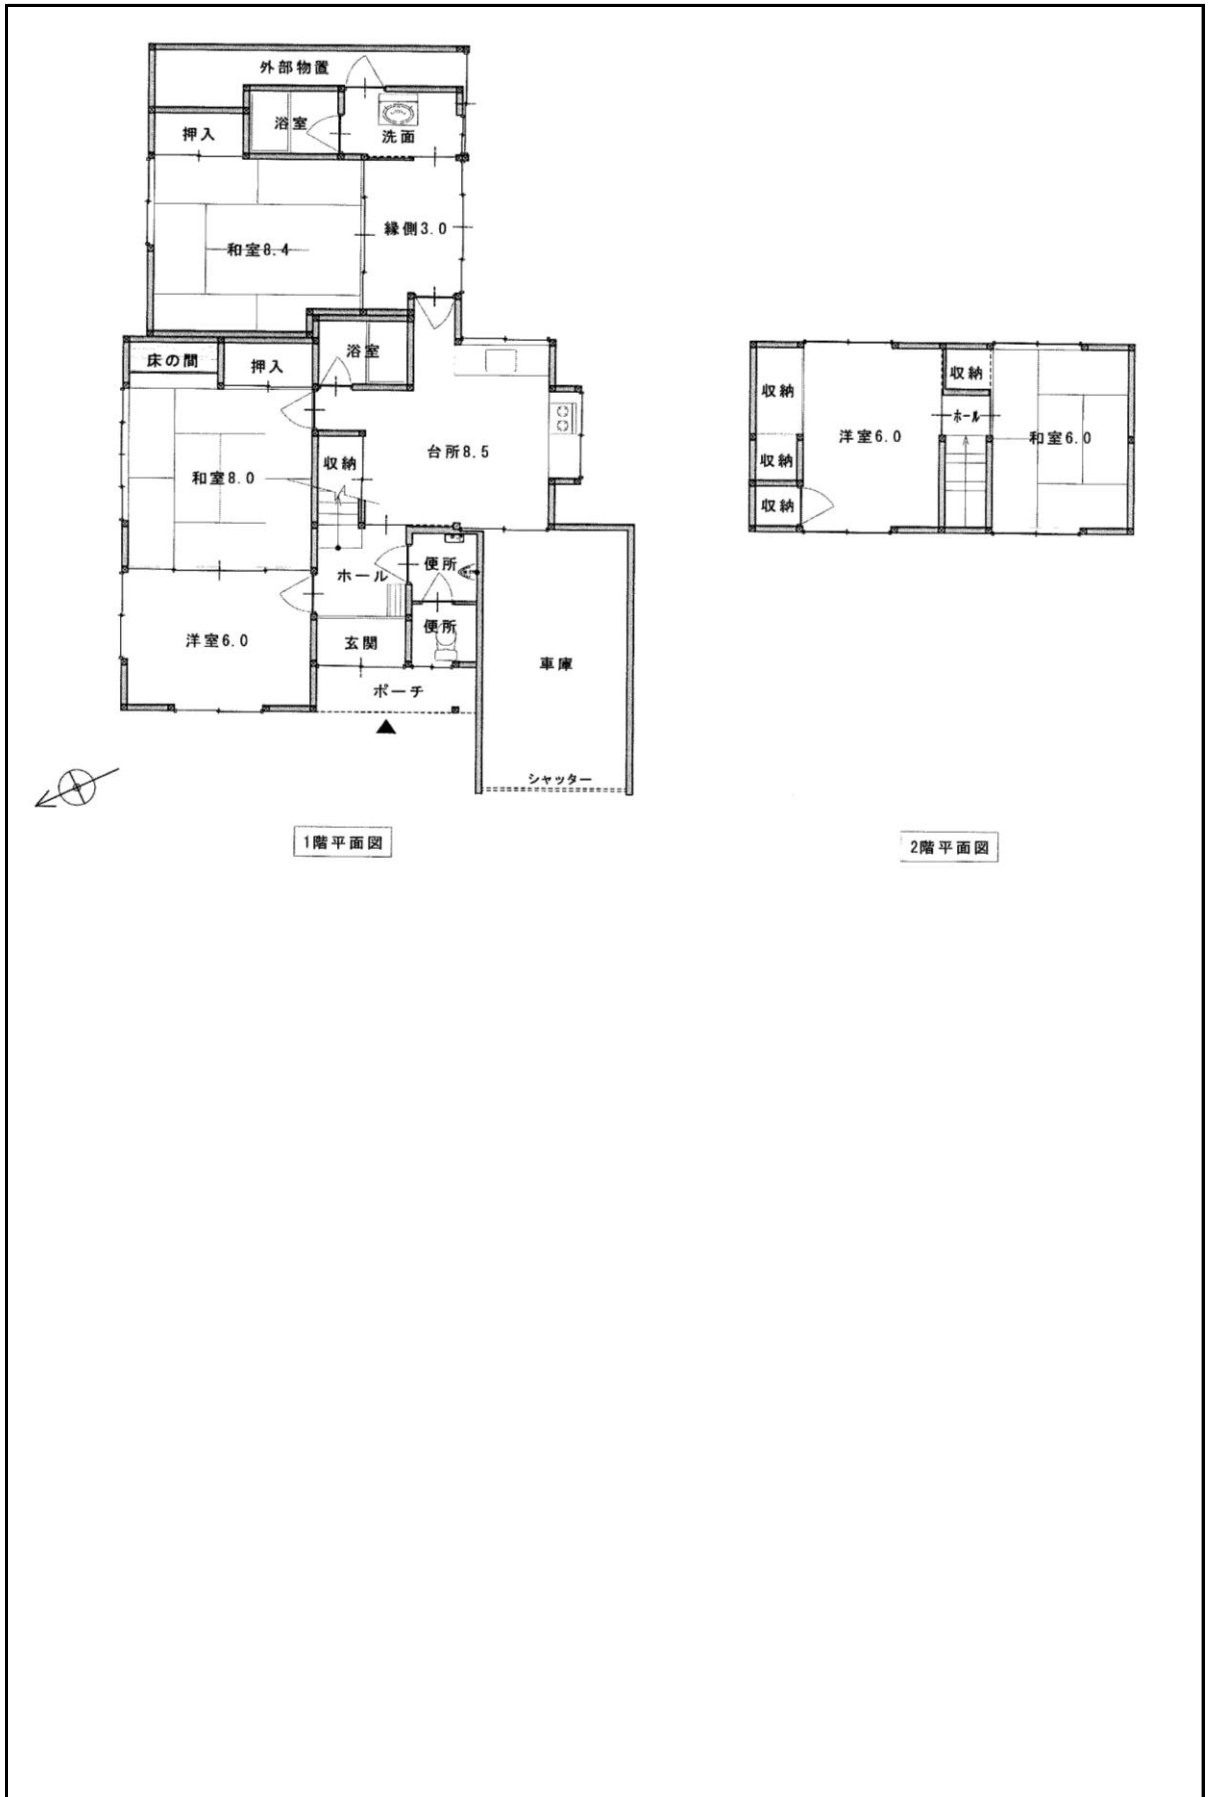 外部物置
浴室
洗面
押入
縁側3.0
和室8.4
浴室
床の間
押入
台所8.5
収納
和室8.0
便所
ホール
便所
洋室6.0
玄関
車庫
ポーチ
シャッター
1階平面図
収納
収納
ホール
洋室6.0
和室6.0
収納
収納
2階平面図